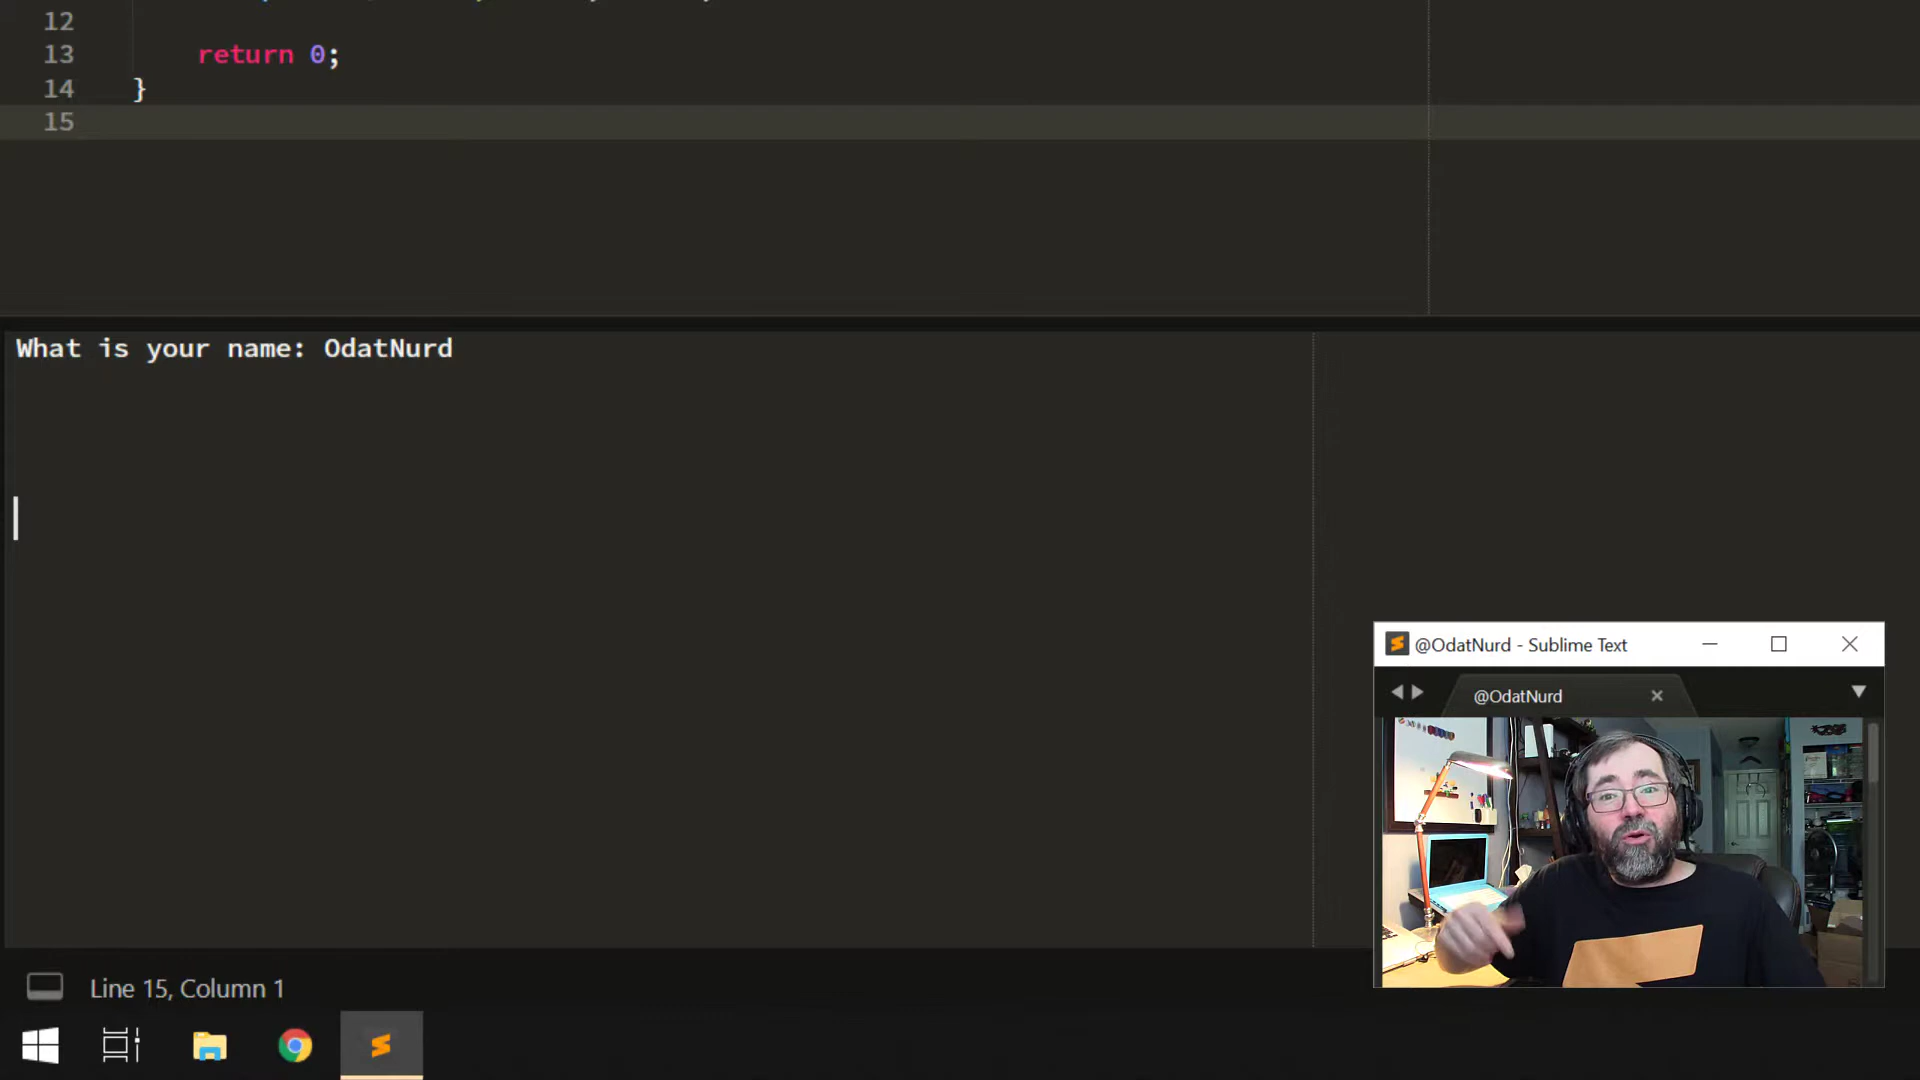 12
13 return 0;
14 }
15
What is your name: OdatNurd
@OdatNurd - Sublime Text
@OdatNurd
Line 15, Column 1